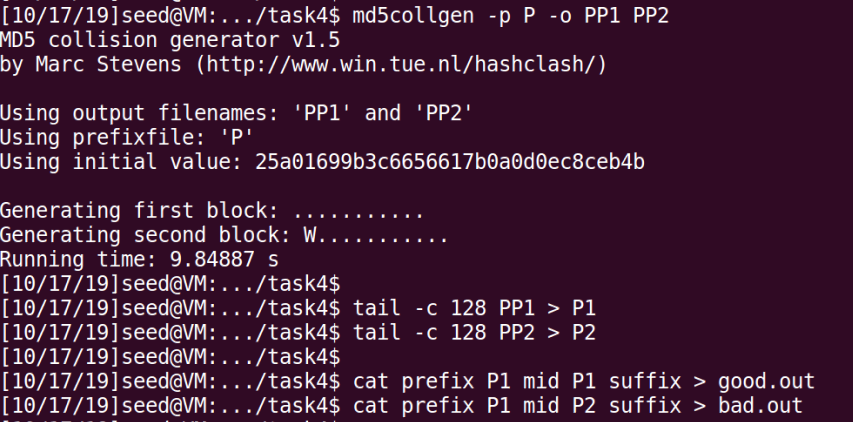 [10/17/19]seed@VM:.../task4$ md5collgen -p P -o PP1 PP2
MD5 collision generator v1.5
by Marc Stevens (http://www.win.tue.nl/hashclash/)
Using output filenames: 'PP1' and 'PP2'
Using prefixfile: 'P'
Using initial value: 25a01699b3c6656617b0a0d0ec8ceb4b
Generating first block: ...........
Generating second block: W...........
Running time: 9.84887 s
[10/17/19]seed@VM:.../task4$
[10/17/19]seed@VM:.../task4$ tail -c 128 PP1 > P1
[10/17/19]seed@VM:.../task4$ tail -c 128 PP2 > P2
[10/17/19]seed@VM:.../task4$
[10/17/19]seed@VM:.../task4$ cat prefix P1 mid P1 suffix > good.out
[10/17/19]seed@VM:.../task4$ cat prefix P1 mid P2 suffix > bad.out